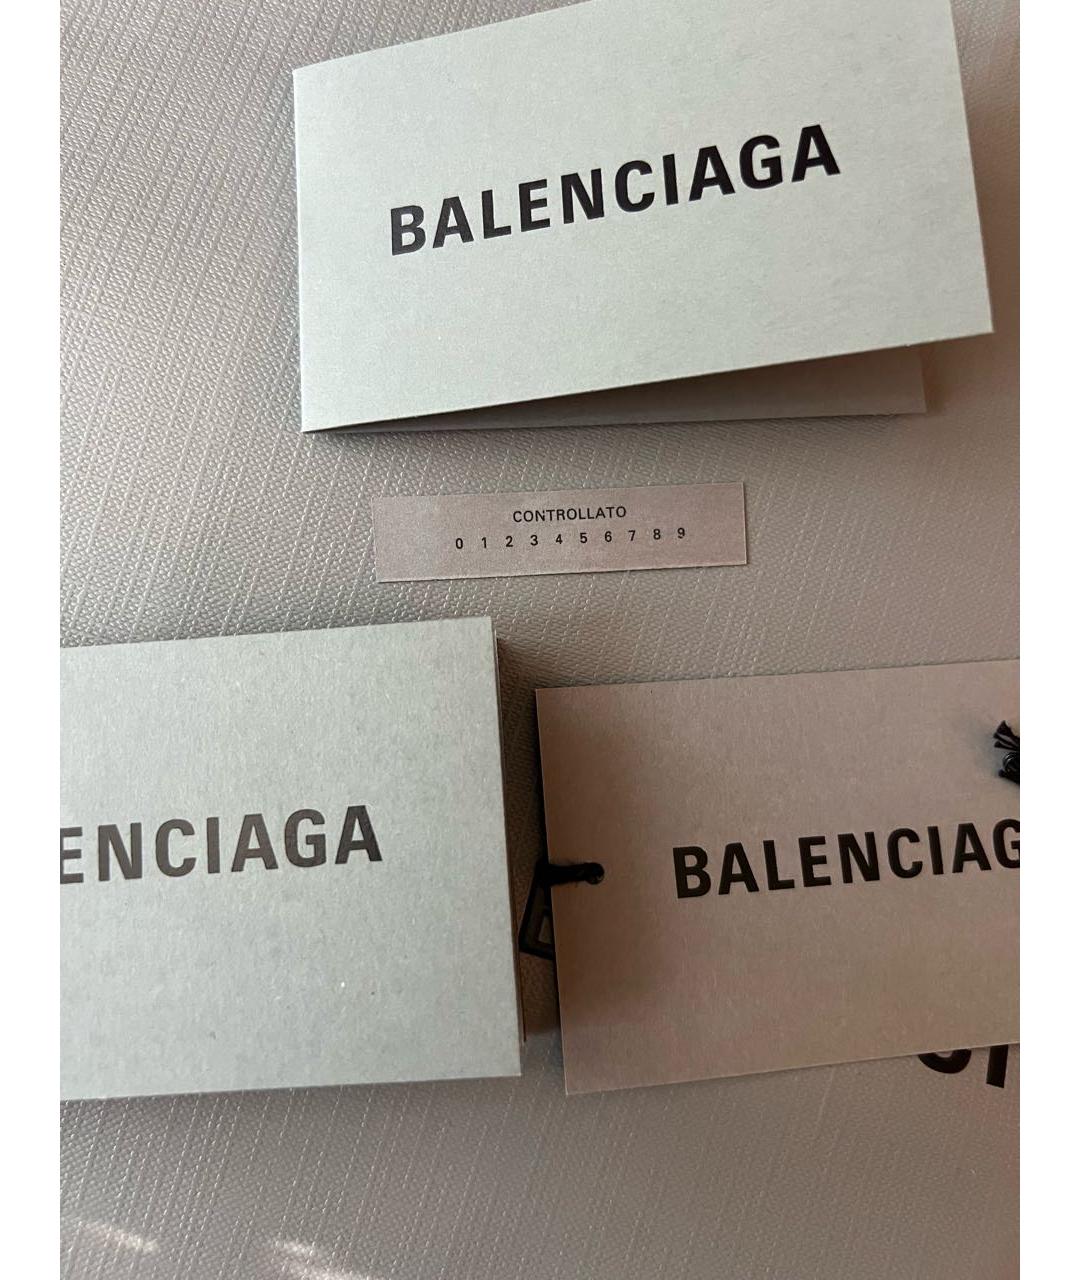 BALENCIAGA
CONTROLLATO
0 1 2 3 4 5 6 7 8 9
ENCIAGA
BALENCIAG